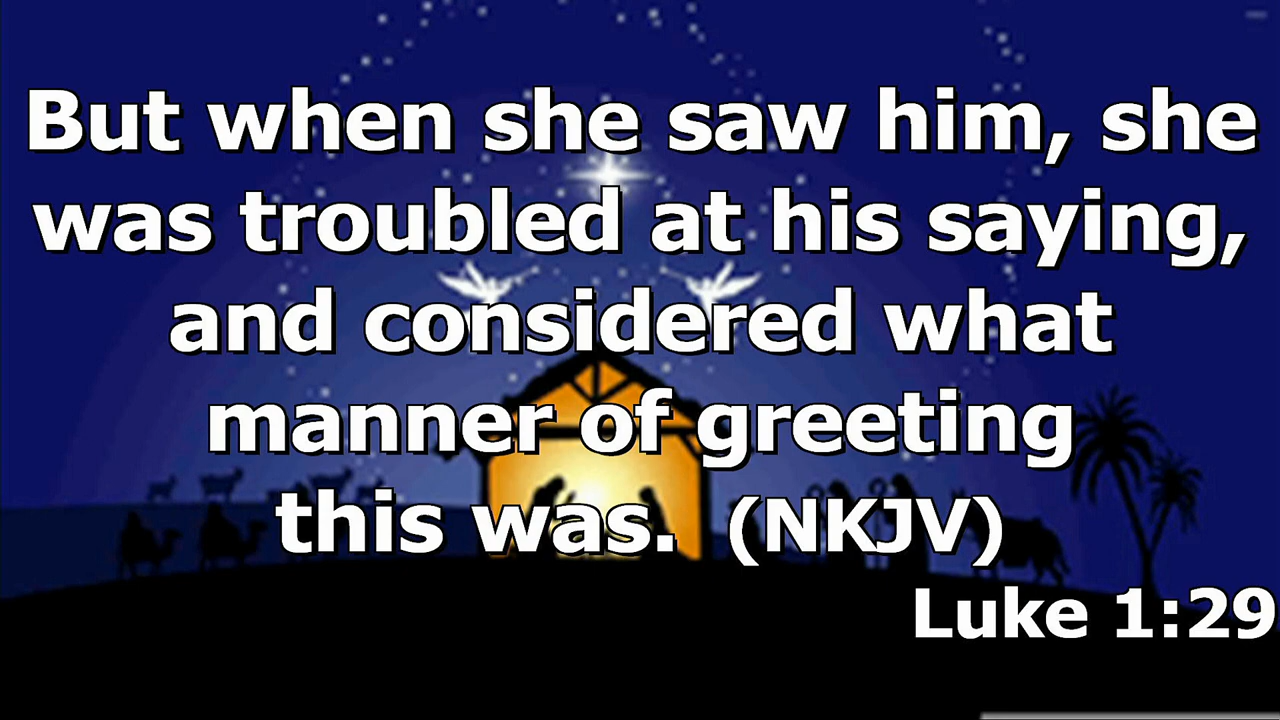 But when she saw him, she
was troubled at his saying,
and considered what
manner of greeting
this was. (NKJV)
Luke 1:29